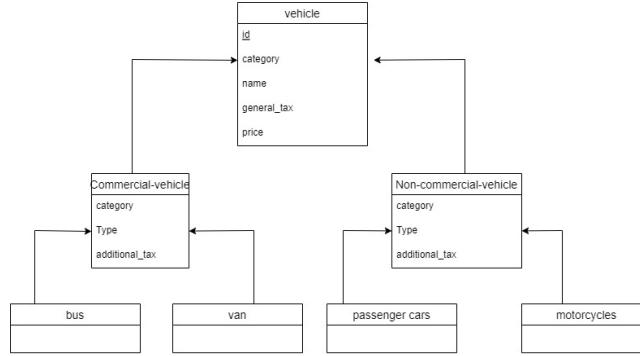 vehicle
id
category
name
general_tax
price
Commercial-vehicle
category
Type
additional_tax
Non-commercial-vehicle
category
Type
additional_tax
bus
van
passenger cars
motorcycles